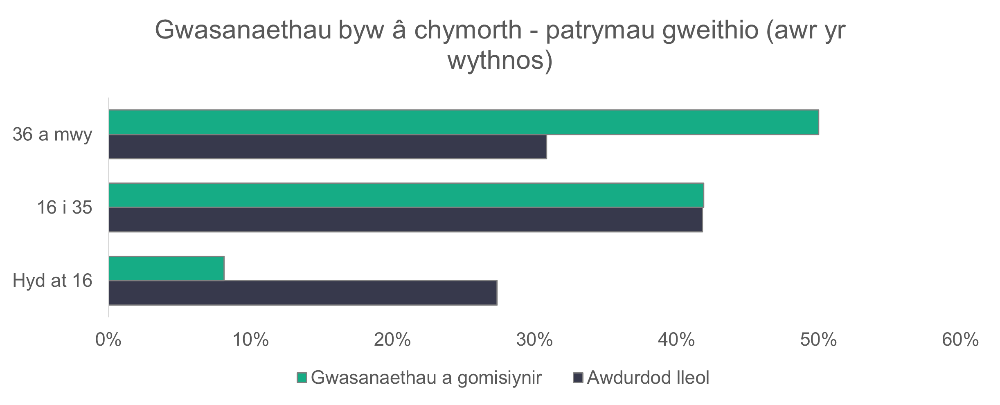 Gwasanaethau byw â chymorth - patrymau gweithio (awr yr
wythnos)
36 a mwy
16 i 35
Hyd at 16
0% 10% 20% 30% 40% 50% 60%
Gwasanaethau a gomisiynir Awdurdod lleol